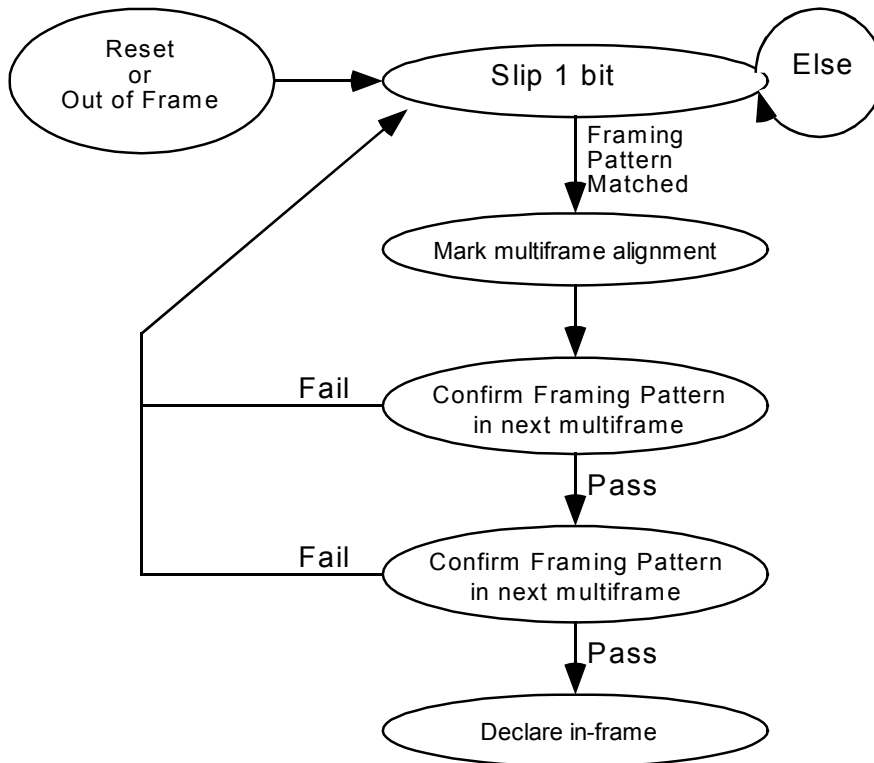 Reset
or
Out of Frame
Slip 1 bit
Else
Framing
Pattern
Matched
Mark multiframe alignment
Fail
Confirm Framing Pattern
in next multiframe
Pass
Fail
Confirm Framing Pattern
in next multiframe
Pass
Declare in-frame